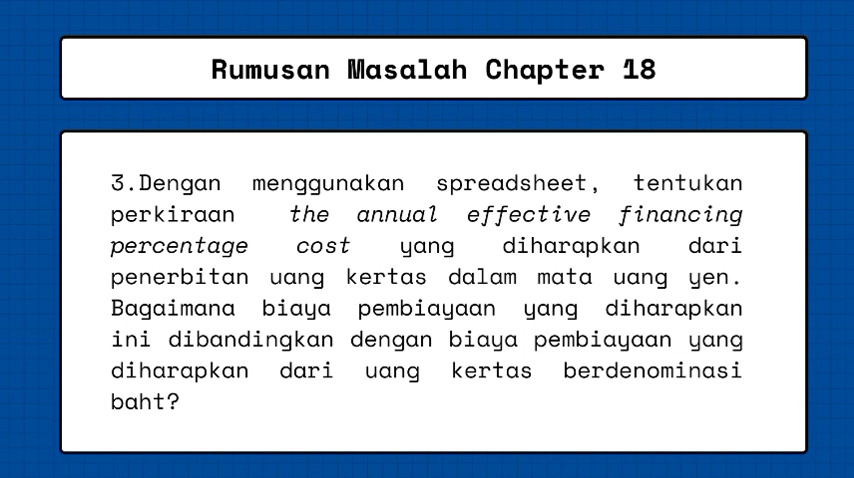 Rumusan Masalah Chapter 18
3.Dengan menggunakan spreadsheet, tentukan
perkiraan the annual effective financing
percentage cost yang diharapkan dari
penerbitan uang kertas dalam mata uang yen.
Bagaimana biaya pembiayaan yang diharapkan
ini dibandingkan dengan biaya pembiayaan yang
diharapkan dari uang kertas berdenominasi
baht?